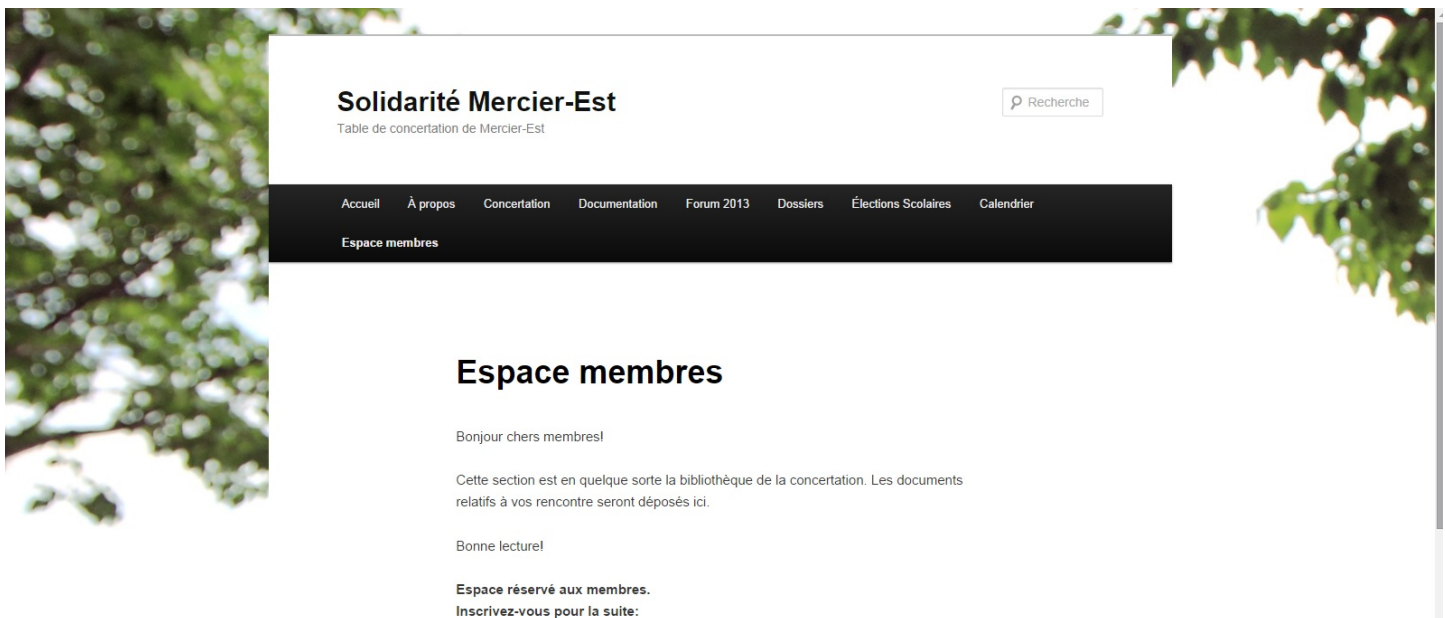 Solidarité Mercier-Est
Table de concertation de Mercier-Est
Recherche
Accueil À propos Concertation Documentation Forum 2013 Dossiers Élections Scolaires Calendrier
Espace membres
Espace membres
Bonjour chers membres!
Cette section est en quelque sorte la bibliothèque de la concertation. Les documents
relatifs à vos rencontre seront déposés ici.
Bonne lecture!
Espace réservé aux membres.
Inscrivez-vous pour la suite: